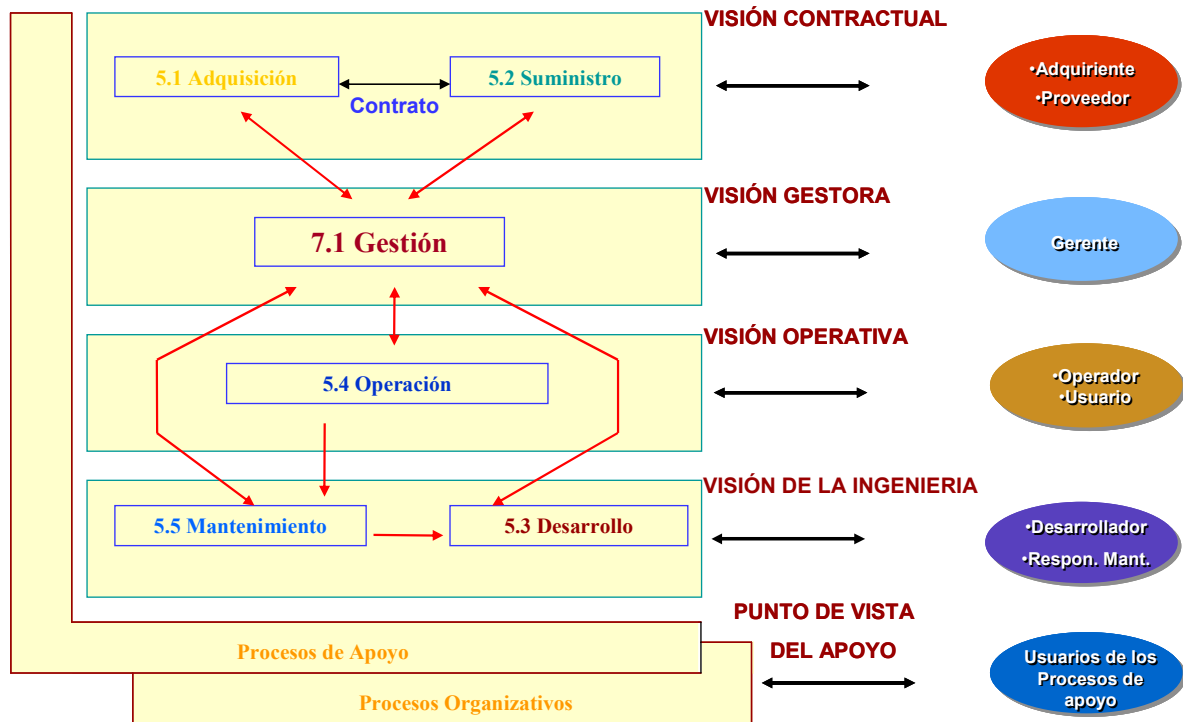 VISIÓN CONTRACTUAL
5.1 Adquisición
5.2 Suministro
Contrato
•Adquiriente
•Proveedor
VISIÓN GESTORA
7.1 Gestión
Gerente
VISIÓN OPERATIVA
5.4 Operación
•Operador
•Usuario
VISIÓN DE LA INGENIERIA
5.5 Mantenimiento
5.3 Desarrollo
•Desarrollador
•Respon. Mant.
PUNTO DE VISTA
DEL APOYO
Procesos de Apoyo
Procesos Organizativos
Usuarios de los
Procesos de
apoyo